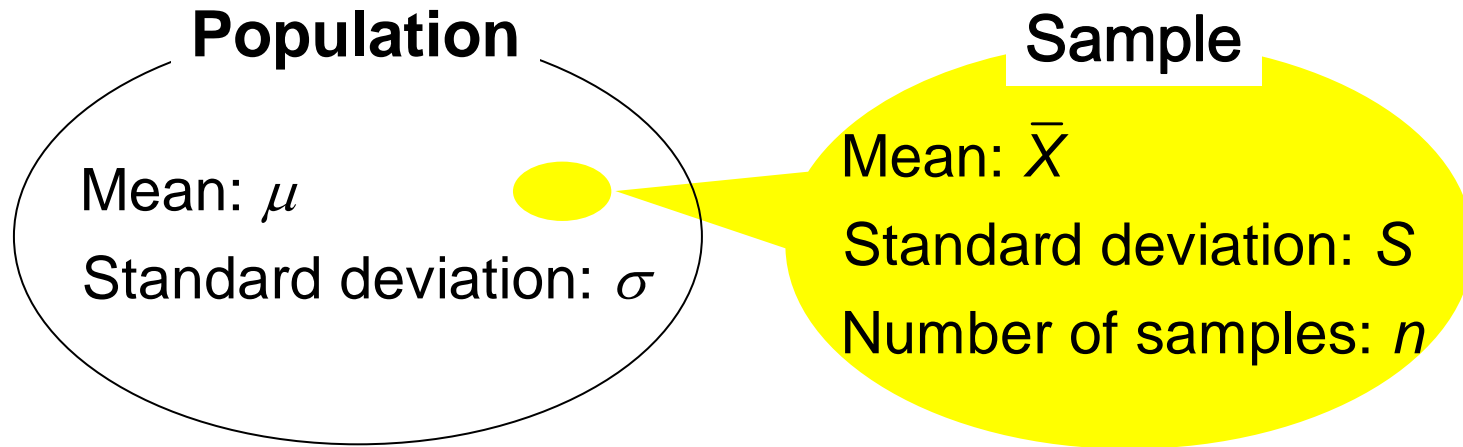 Population
Mean: μ
Standard deviation: σ
Sample
Mean: X̄
Standard deviation: S
Number of samples: n